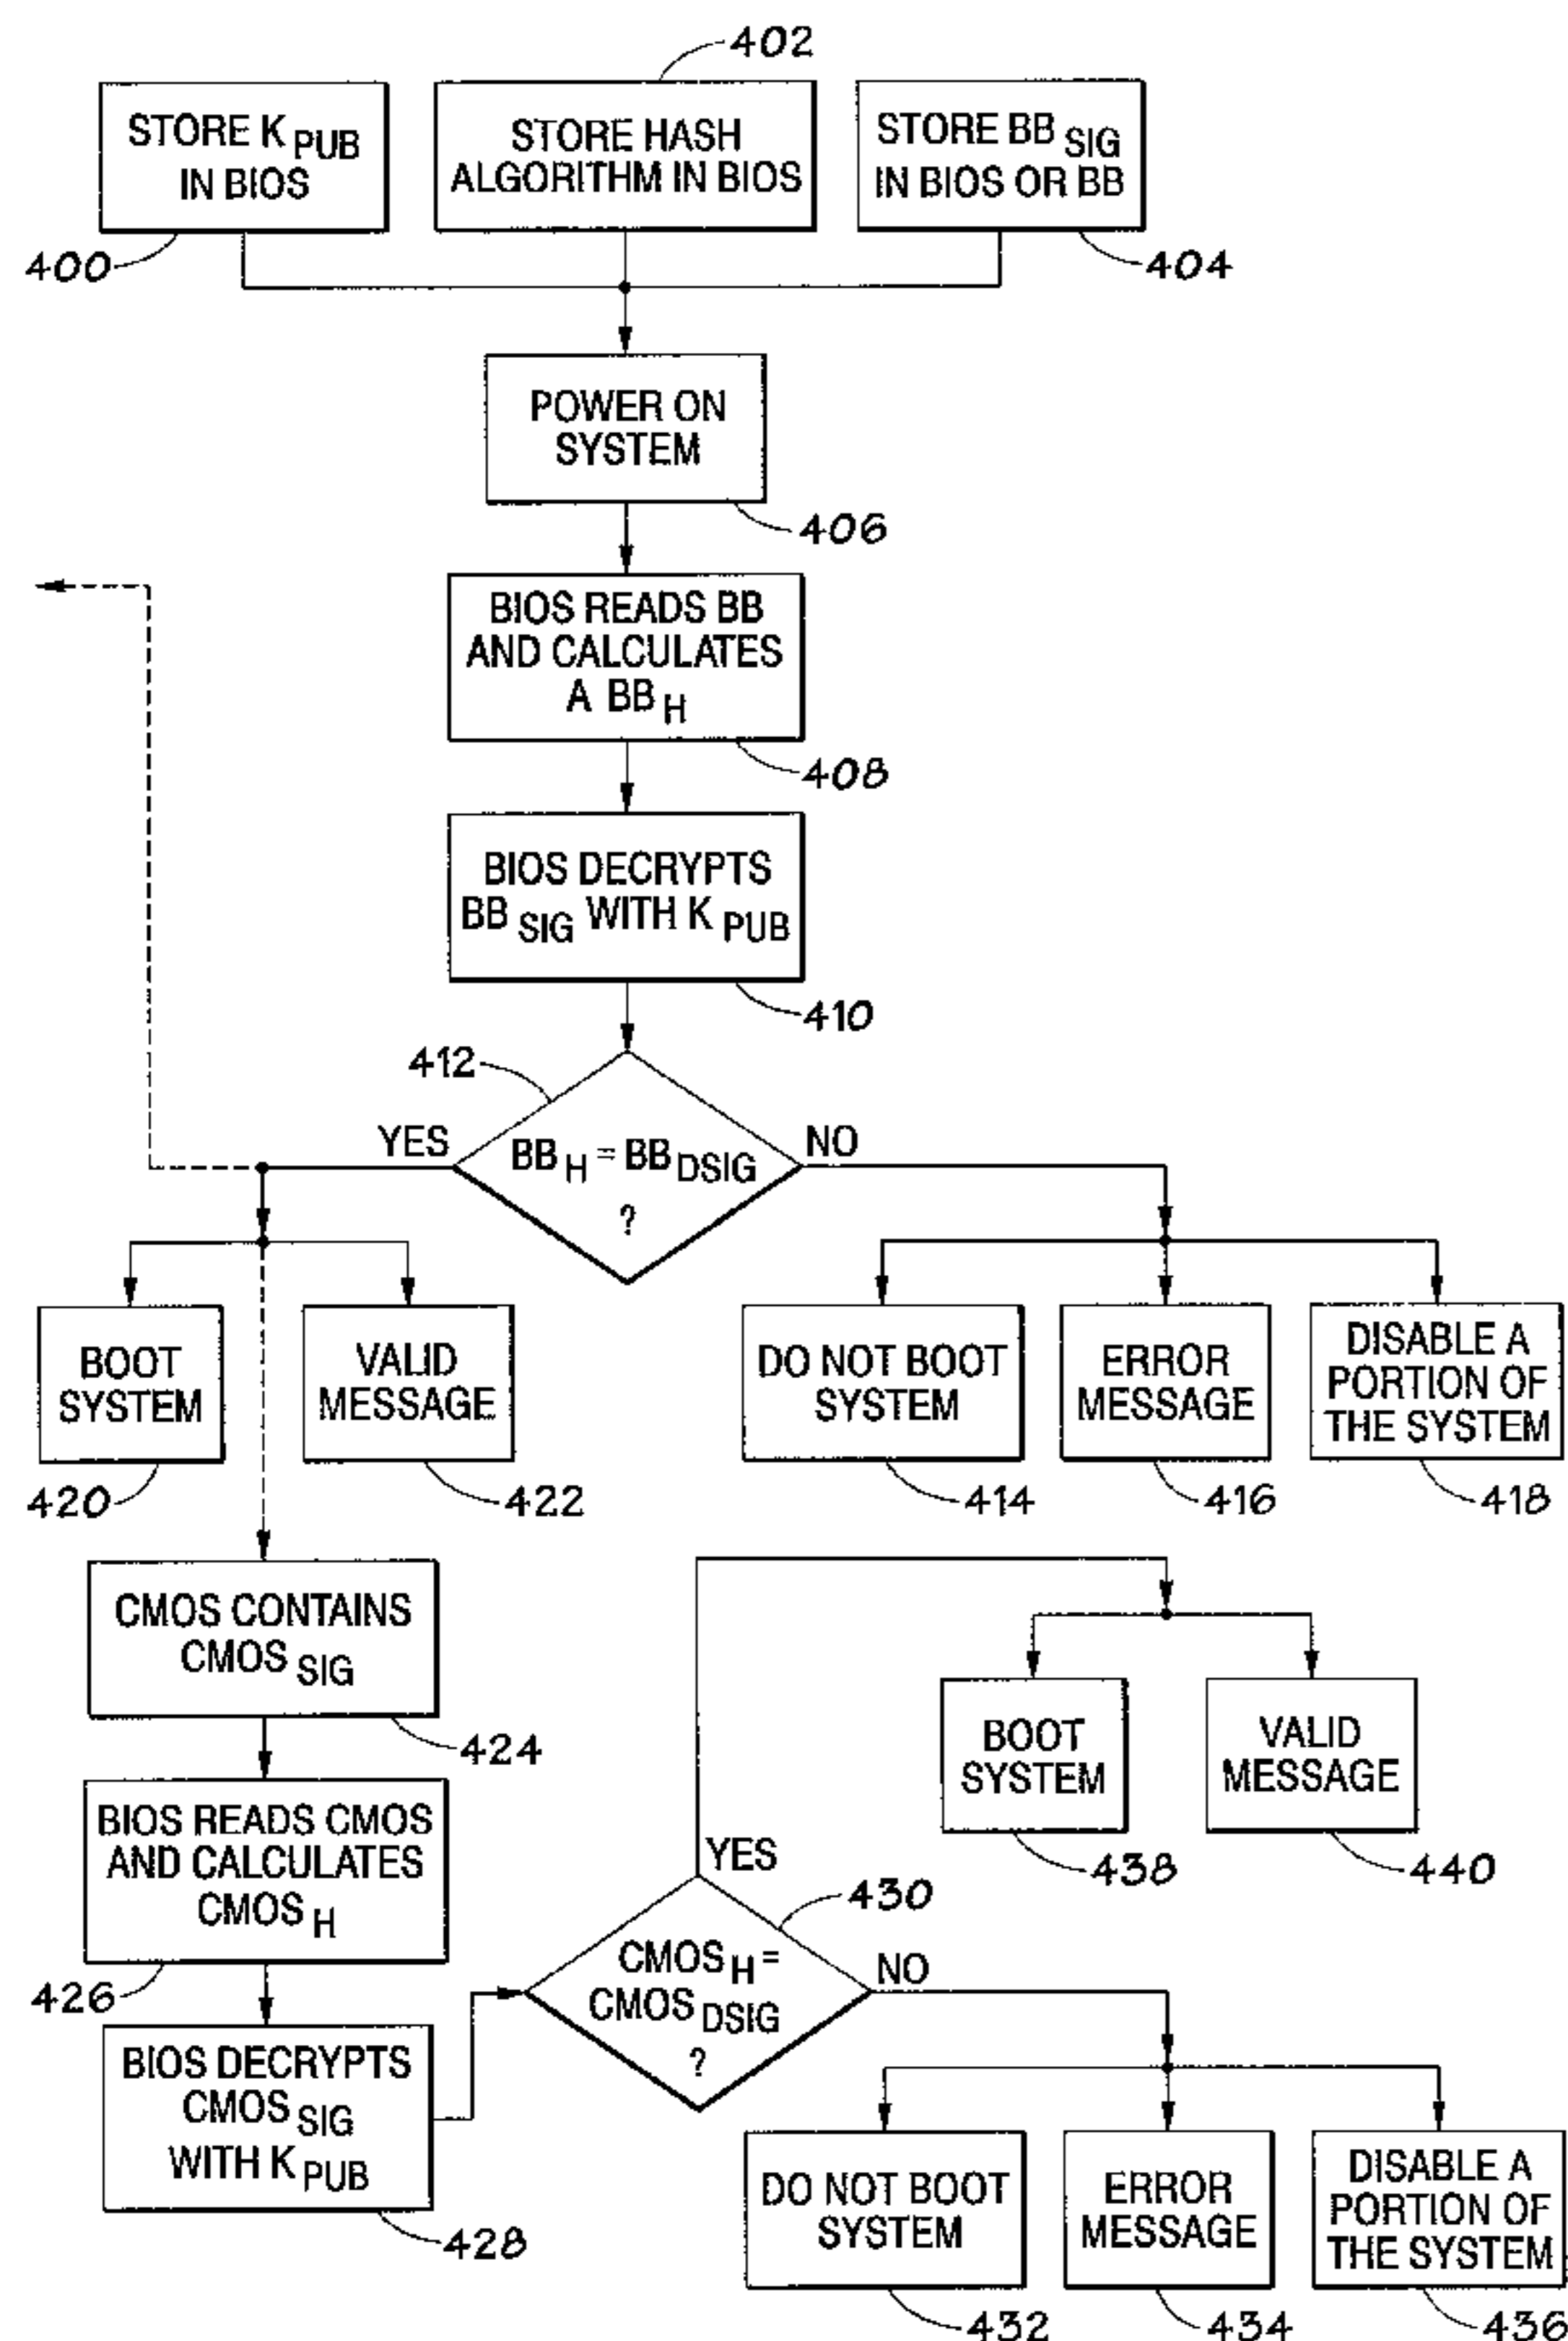 402
STORE K PUB
IN BIOS
STORE HASH
ALGORITHM IN BIOS
STORE BB SIG
IN BIOS OR BB
400
404
POWER ON
SYSTEM
406
BIOS READS BB
AND CALCULATES
A BB H
408
BIOS DECRYPTS
BB SIG WITH K PUB
410
412
YES
BB H = BB DSIG
?
NO
BOOT
SYSTEM
VALID
MESSAGE
DO NOT BOOT
SYSTEM
ERROR
MESSAGE
DISABLE A
PORTION OF
THE SYSTEM
420
422
414
416
418
CMOS CONTAINS
CMOS SIG
424
BOOT
SYSTEM
VALID
MESSAGE
438
440
BIOS READS CMOS
AND CALCULATES
CMOS H
426
YES
430
CMOS H =
CMOS DSIG
?
NO
BIOS DECRYPTS
CMOS SIG
WITH K PUB
428
DO NOT BOOT
SYSTEM
ERROR
MESSAGE
DISABLE A
PORTION OF
THE SYSTEM
432
434
436